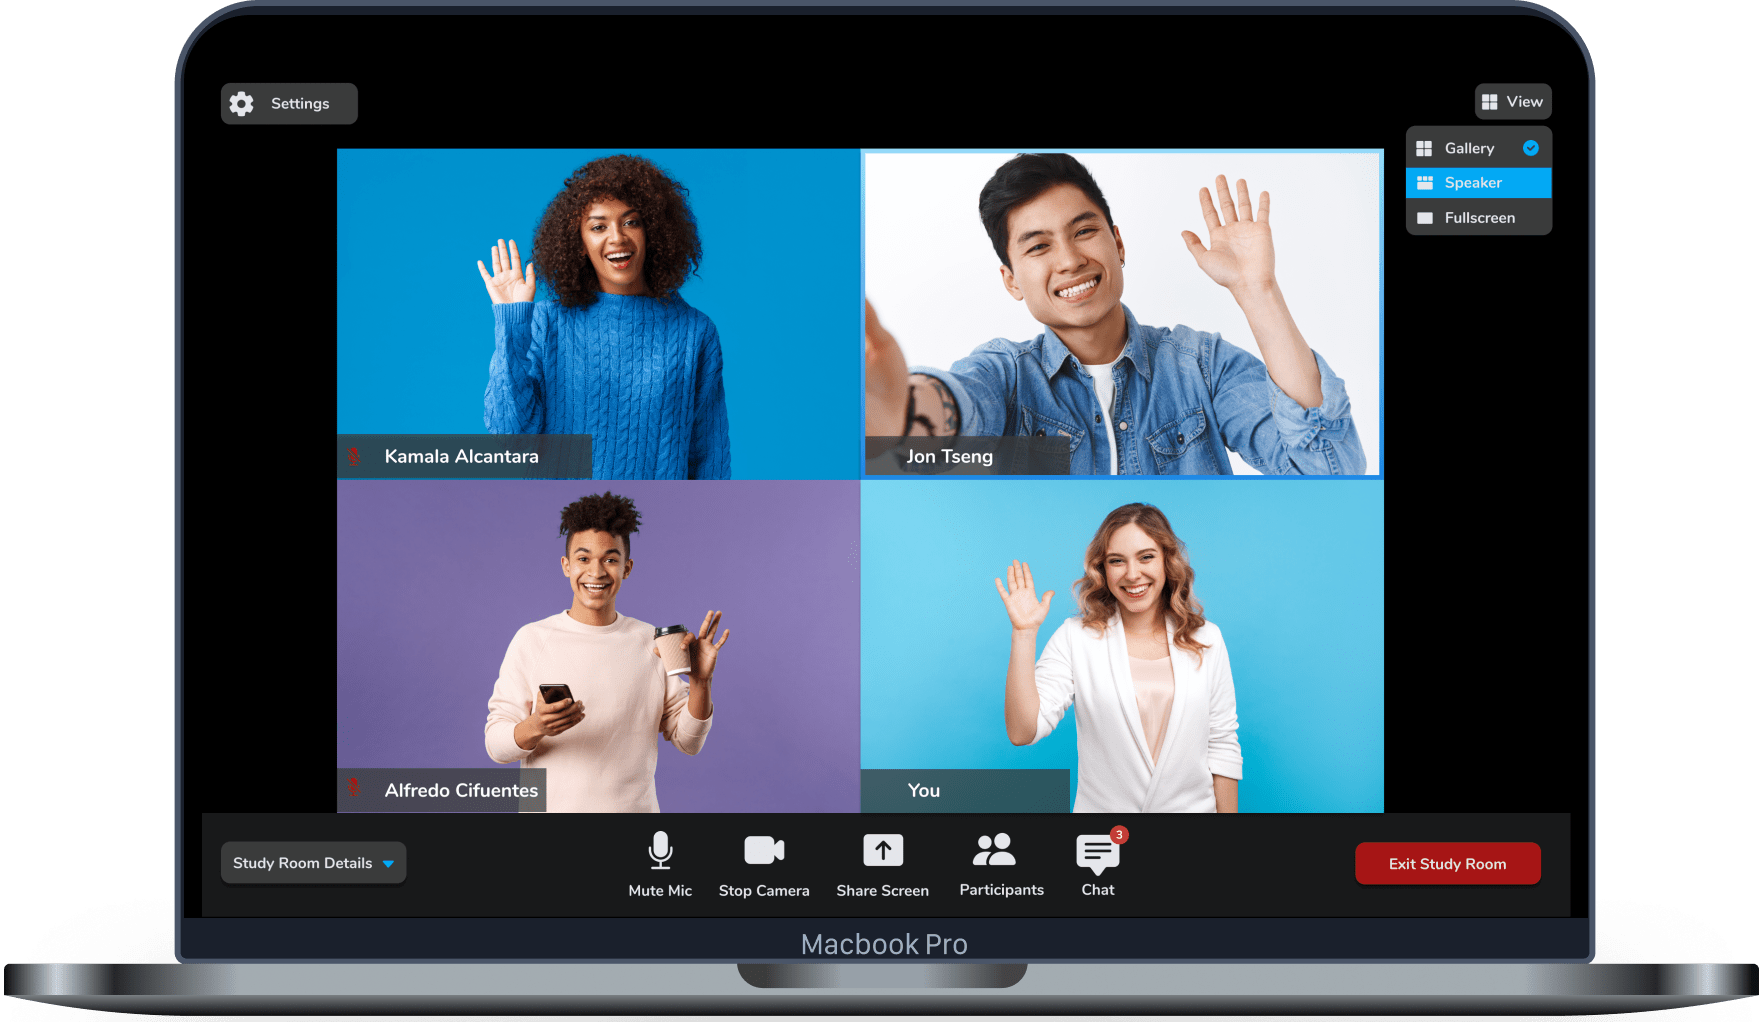 Settings
View
Gallery
Speaker
Fullscreen
Kamala Alcantara
Jon Tseng
Alfredo Cifuentes
You
Study Room Details
Mute Mic
Stop Camera
Share Screen
Participants
3
Chat
Exit Study Room
Macbook Pro